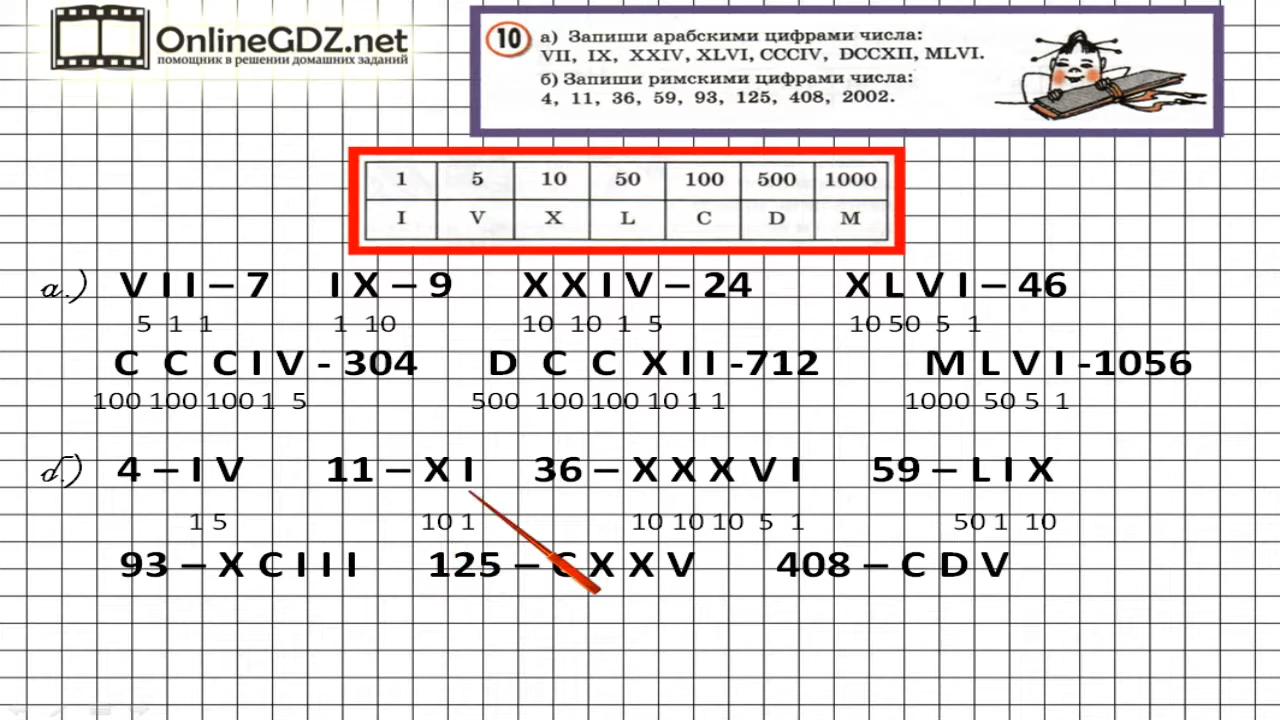 OnlineGDZ.net
помощник в решении домашних заданий
10 а) Запиши арабскими цифрами числа:
VII, IX, XXIV, XLVI, CCCIV, DCCXII, MLVI.
б) Запиши римскими цифрами числа:
4, 11, 36, 59, 93, 125, 408, 2002.
1 5 10 50 100 500 1000
I V X L C D M
а.) V I I – 7 I X – 9 X X I V – 24 X L V I – 46
5 1 1 1 10 10 10 1 5 10 50 5 1
C C C I V - 304 D C C X I I -712 M L V I -1056
100 100 100 1 5 500 100 100 10 1 1 1000 50 5 1
б.) 4 – I V 11 – X I 36 – X X X V I 59 – L I X
1 5 10 1 10 10 10 5 1 50 1 10
93 – X C I I I 125 – C X X V 408 – C D V